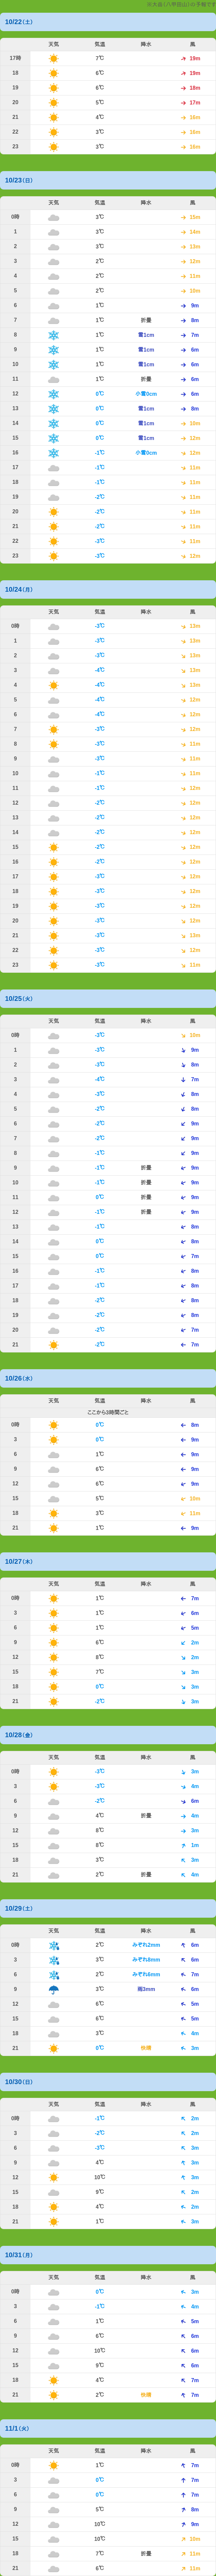 ※大岳(八甲田山)の予報です
10/22(土)
天気 気温 降水 風
17時 7℃ 19m
18 6℃ 19m
19 6℃ 18m
20 5℃ 17m
21 4℃ 16m
22 3℃ 16m
23 3℃ 16m
10/23(日)
天気 気温 降水 風
0時 3℃ 15m
1 3℃ 14m
2 3℃ 13m
3 2℃ 12m
4 2℃ 11m
5 2℃ 10m
6 1℃ 9m
7 1℃ 折曇 8m
8 1℃ 雪1cm 7m
9 1℃ 雪1cm 6m
10 1℃ 雪1cm 6m
11 1℃ 折曇 6m
12 0℃ 小雪0cm 6m
13 0℃ 雪1cm 8m
14 0℃ 雪1cm 10m
15 0℃ 雪1cm 12m
16 -1℃ 小雪0cm 12m
17 -1℃ 11m
18 -1℃ 11m
19 -2℃ 11m
20 -2℃ 11m
21 -2℃ 11m
22 -3℃ 11m
23 -3℃ 12m
10/24(月)
天気 気温 降水 風
0時 -3℃ 13m
1 -3℃ 13m
2 -3℃ 13m
3 -4℃ 13m
4 -4℃ 13m
5 -4℃ 12m
6 -4℃ 12m
7 -3℃ 12m
8 -3℃ 11m
9 -3℃ 11m
10 -1℃ 11m
11 -1℃ 12m
12 -2℃ 12m
13 -2℃ 12m
14 -2℃ 12m
15 -2℃ 12m
16 -2℃ 12m
17 -3℃ 12m
18 -3℃ 12m
19 -3℃ 12m
20 -3℃ 12m
21 -3℃ 13m
22 -3℃ 12m
23 -3℃ 11m
10/25(火)
天気 気温 降水 風
0時 -3℃ 10m
1 -3℃ 9m
2 -3℃ 8m
3 -4℃ 7m
4 -3℃ 8m
5 -2℃ 8m
6 -2℃ 9m
7 -2℃ 9m
8 -1℃ 9m
9 -1℃ 折曇 9m
10 -1℃ 折曇 9m
11 0℃ 折曇 9m
12 -1℃ 折曇 9m
13 -1℃ 8m
14 0℃ 8m
15 0℃ 7m
16 -1℃ 8m
17 -1℃ 8m
18 -2℃ 8m
19 -2℃ 8m
20 -2℃ 7m
21 -2℃ 7m
10/26(水)
天気 気温 降水 風
ここから3時間ごと
0時 0℃ 8m
3 0℃ 9m
6 1℃ 9m
9 6℃ 9m
12 6℃ 9m
15 5℃ 10m
18 3℃ 11m
21 1℃ 9m
10/27(木)
天気 気温 降水 風
0時 1℃ 7m
3 1℃ 6m
6 1℃ 5m
9 6℃ 2m
12 8℃ 2m
15 7℃ 3m
18 0℃ 3m
21 -2℃ 3m
10/28(金)
天気 気温 降水 風
0時 -3℃ 3m
3 -3℃ 4m
6 -2℃ 6m
9 4℃ 折曇 4m
12 8℃ 3m
15 8℃ 1m
18 3℃ 3m
21 2℃ 折曇 4m
10/29(土)
天気 気温 降水 風
0時 2℃ みぞれ2mm 6m
3 3℃ みぞれ8mm 6m
6 2℃ みぞれ6mm 7m
9 3℃ 雨3mm 6m
12 6℃ 5m
15 6℃ 5m
18 3℃ 4m
21 0℃ 快晴 3m
10/30(日)
天気 気温 降水 風
0時 -1℃ 2m
3 -2℃ 2m
6 -3℃ 3m
9 4℃ 3m
12 10℃ 3m
15 9℃ 2m
18 4℃ 2m
21 1℃ 3m
10/31(月)
天気 気温 降水 風
0時 0℃ 3m
3 -1℃ 4m
6 1℃ 5m
9 6℃ 6m
12 10℃ 6m
15 9℃ 6m
18 4℃ 7m
21 2℃ 快晴 7m
11/1(火)
天気 気温 降水 風
0時 1℃ 7m
3 0℃ 7m
6 0℃ 7m
9 5℃ 8m
12 10℃ 9m
15 10℃ 10m
18 7℃ 折曇 11m
21 6℃ 11m